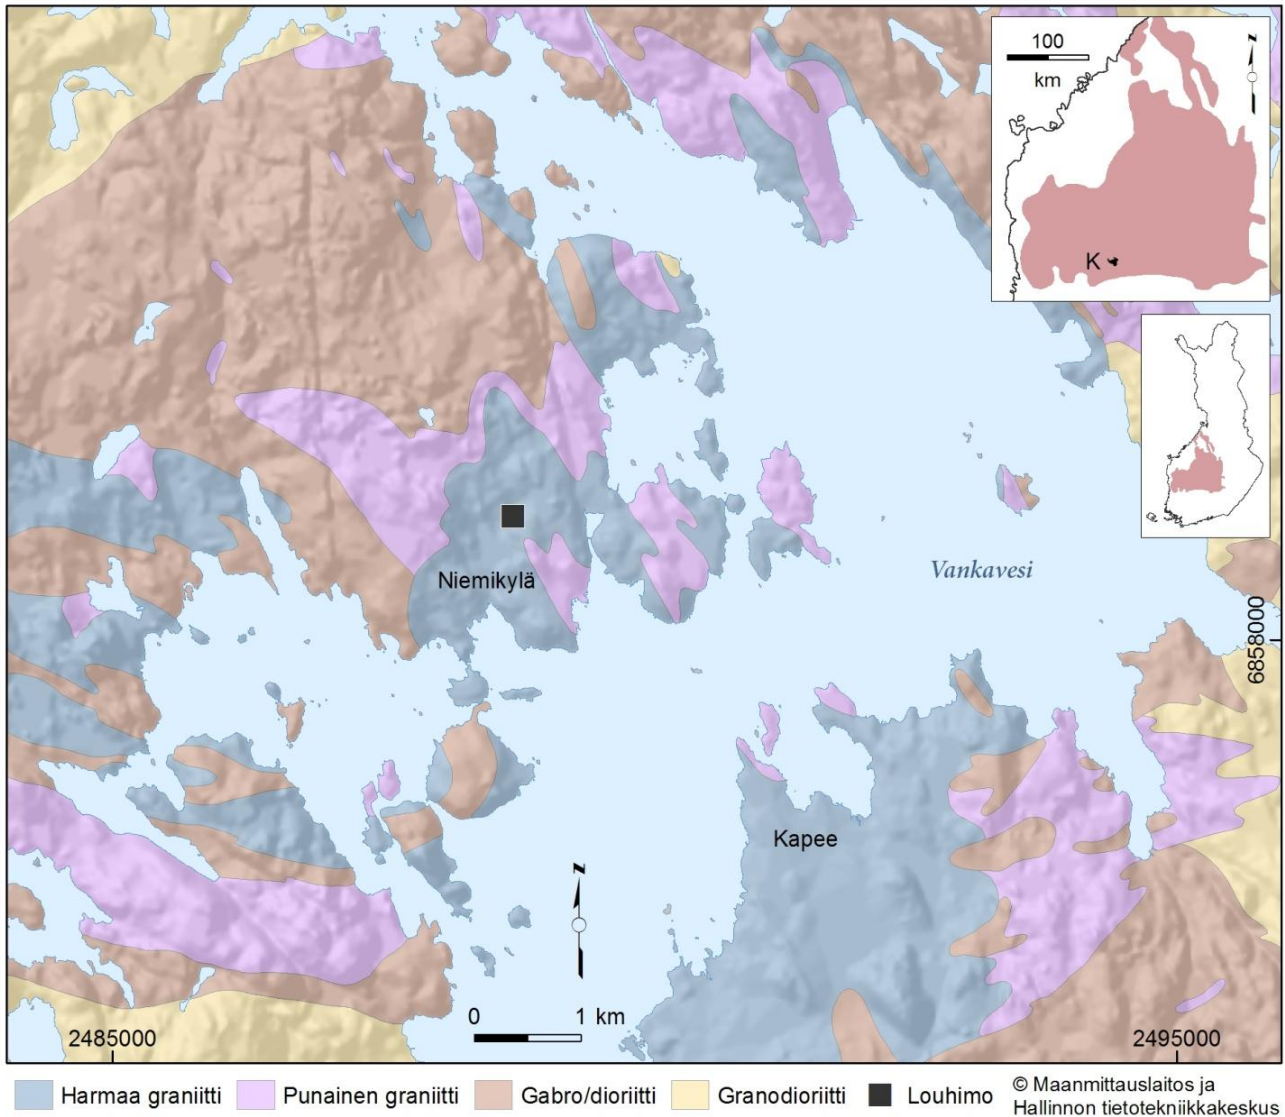 100
km
z
K
Niemikylä
Vankavesi
6858000
Kapee
z
0 1 km
2485000
2495000
Harmaa graniitti Punainen graniitti Gabro/dioriitti Granodioriitti Louhimo
© Maanmittauslaitos ja
Hallinnon tietotekniikkakeskus